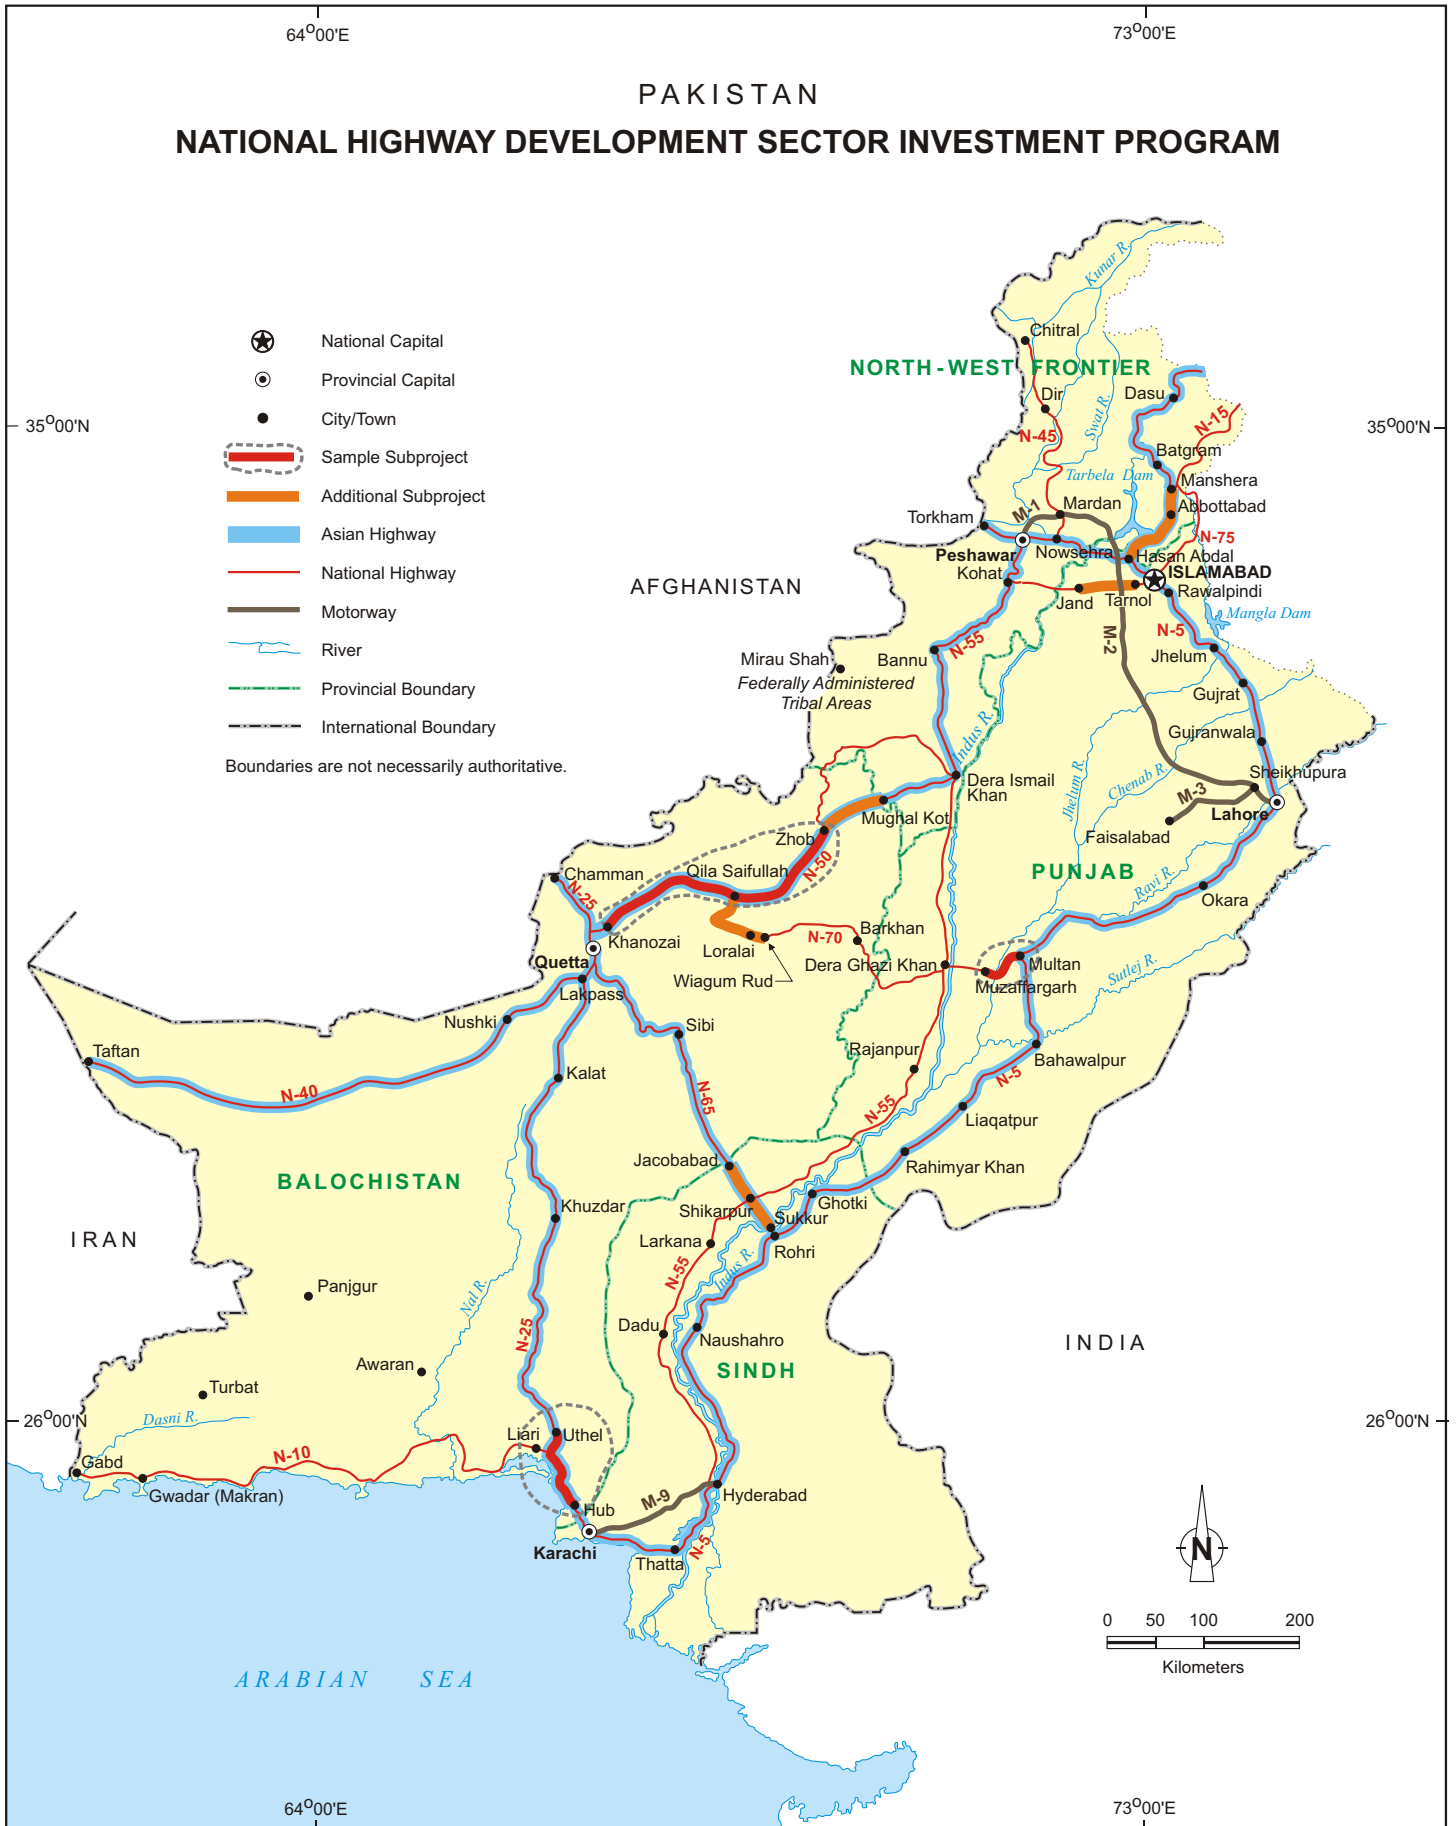 64°00'E
73°00'E
PAKISTAN
NATIONAL HIGHWAY DEVELOPMENT SECTOR INVESTMENT PROGRAM
National Capital
Provincial Capital
City/Town
Sample Subproject
Additional Subproject
Asian Highway
National Highway
Motorway
River
Provincial Boundary
International Boundary
Boundaries are not necessarily authoritative.
35°00'N
35°00'N
Kunar R.
Chitral
NORTH-WEST FRONTIER
Dir
Dasu
Swat R.
N-15
N-45
Batgram
Tarbela Dam
Manshera
Abbottabad
Mardan
M-1
Torkham
N-75
Peshawar
Nowsehra
Hasan Abdal
ISLAMABAD
Kohat
Jand
Tarnol
Rawalpindi
AFGHANISTAN
Mangla Dam
M-2
N-5
N-55
Jhelum
Mirau Shah
Bannu
Federally Administered
Tribal Areas
Gujrat
Indus R.
Gujranwala
Sheikhupura
Jhelum R.
Chenab R.
Dera Ismail
Khan
M-3
Mughal Kot
Lahore
Faisalabad
Zhob
N-50
Qila Saifullah
PUNJAB
Chamman
N-25
Ravi R.
Okara
Khanozai
Loralai
N-70
Barkhan
Quetta
Wiagum Rud
Dera Ghazi Khan
Multan
Muzaffargarh
Sutlej R.
Lakpass
Nushki
Sibi
Taftan
Rajanpur
Bahawalpur
Kalat
N-40
N-65
N-5
N-55
Liaqatpur
Jacobabad
Rahimyar Khan
BALOCHISTAN
Khuzdar
Shikarpur
Ghotki
Sukkur
IRAN
Larkana
Rohri
Indus R.
N-55
Panjgur
Nal R.
Dadu
Naushahro
N-25
INDIA
Awaran
SINDH
Turbat
26°00'N
26°00'N
Dasni R.
Liari
Uthel
N-10
Gabd
Gwadar (Makran)
Hub
M-9
Hyderabad
Karachi
Thatta
N-5
N
0 50 100 200
Kilometers
ARABIAN SEA
64°00'E
73°00'E